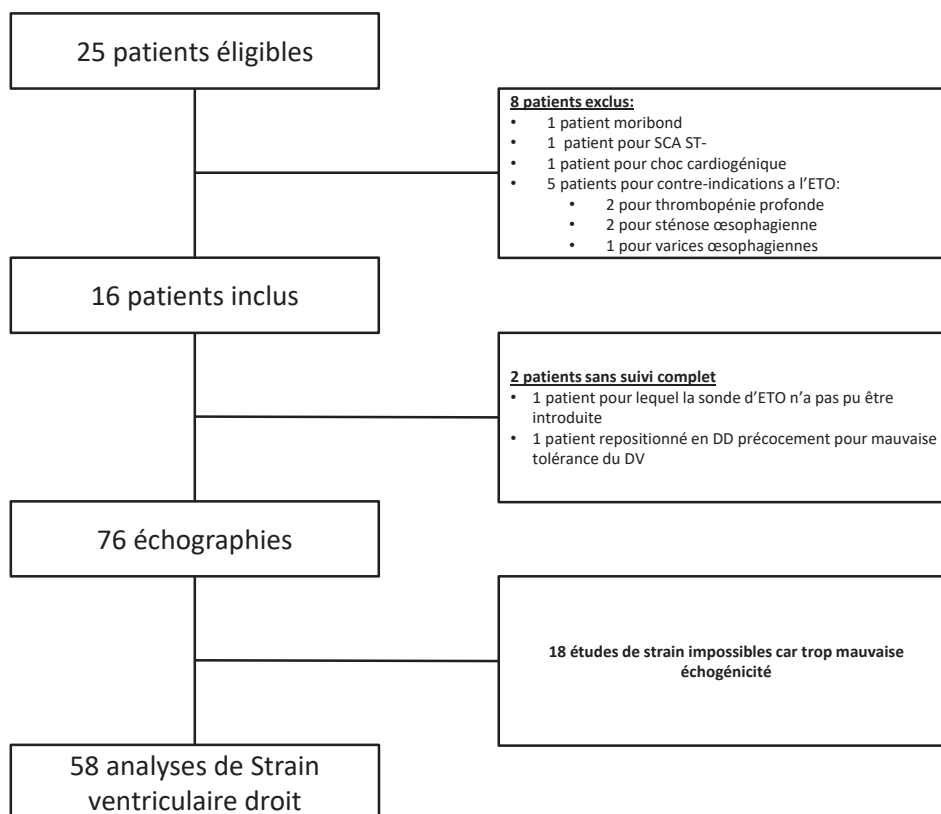 25 patients éligibles
8 patients exclus:
• 1 patient moribond
• 1 patient pour SCA ST-
• 1 patient pour choc cardiogénique
• 5 patients pour contre-indications a l’ETO:
• 2 pour thrombopénie profonde
• 2 pour sténose œsophagienne
• 1 pour varices œsophagiennes
16 patients inclus
2 patients sans suivi complet
• 1 patient pour lequel la sonde d’ETO n’a pas pu être
introduite
• 1 patient repositionné en DD précocement pour mauvaise
tolérance du DV
76 échographies
18 études de strain impossibles car trop mauvaise
échogénicité
58 analyses de Strain
ventriculaire droit